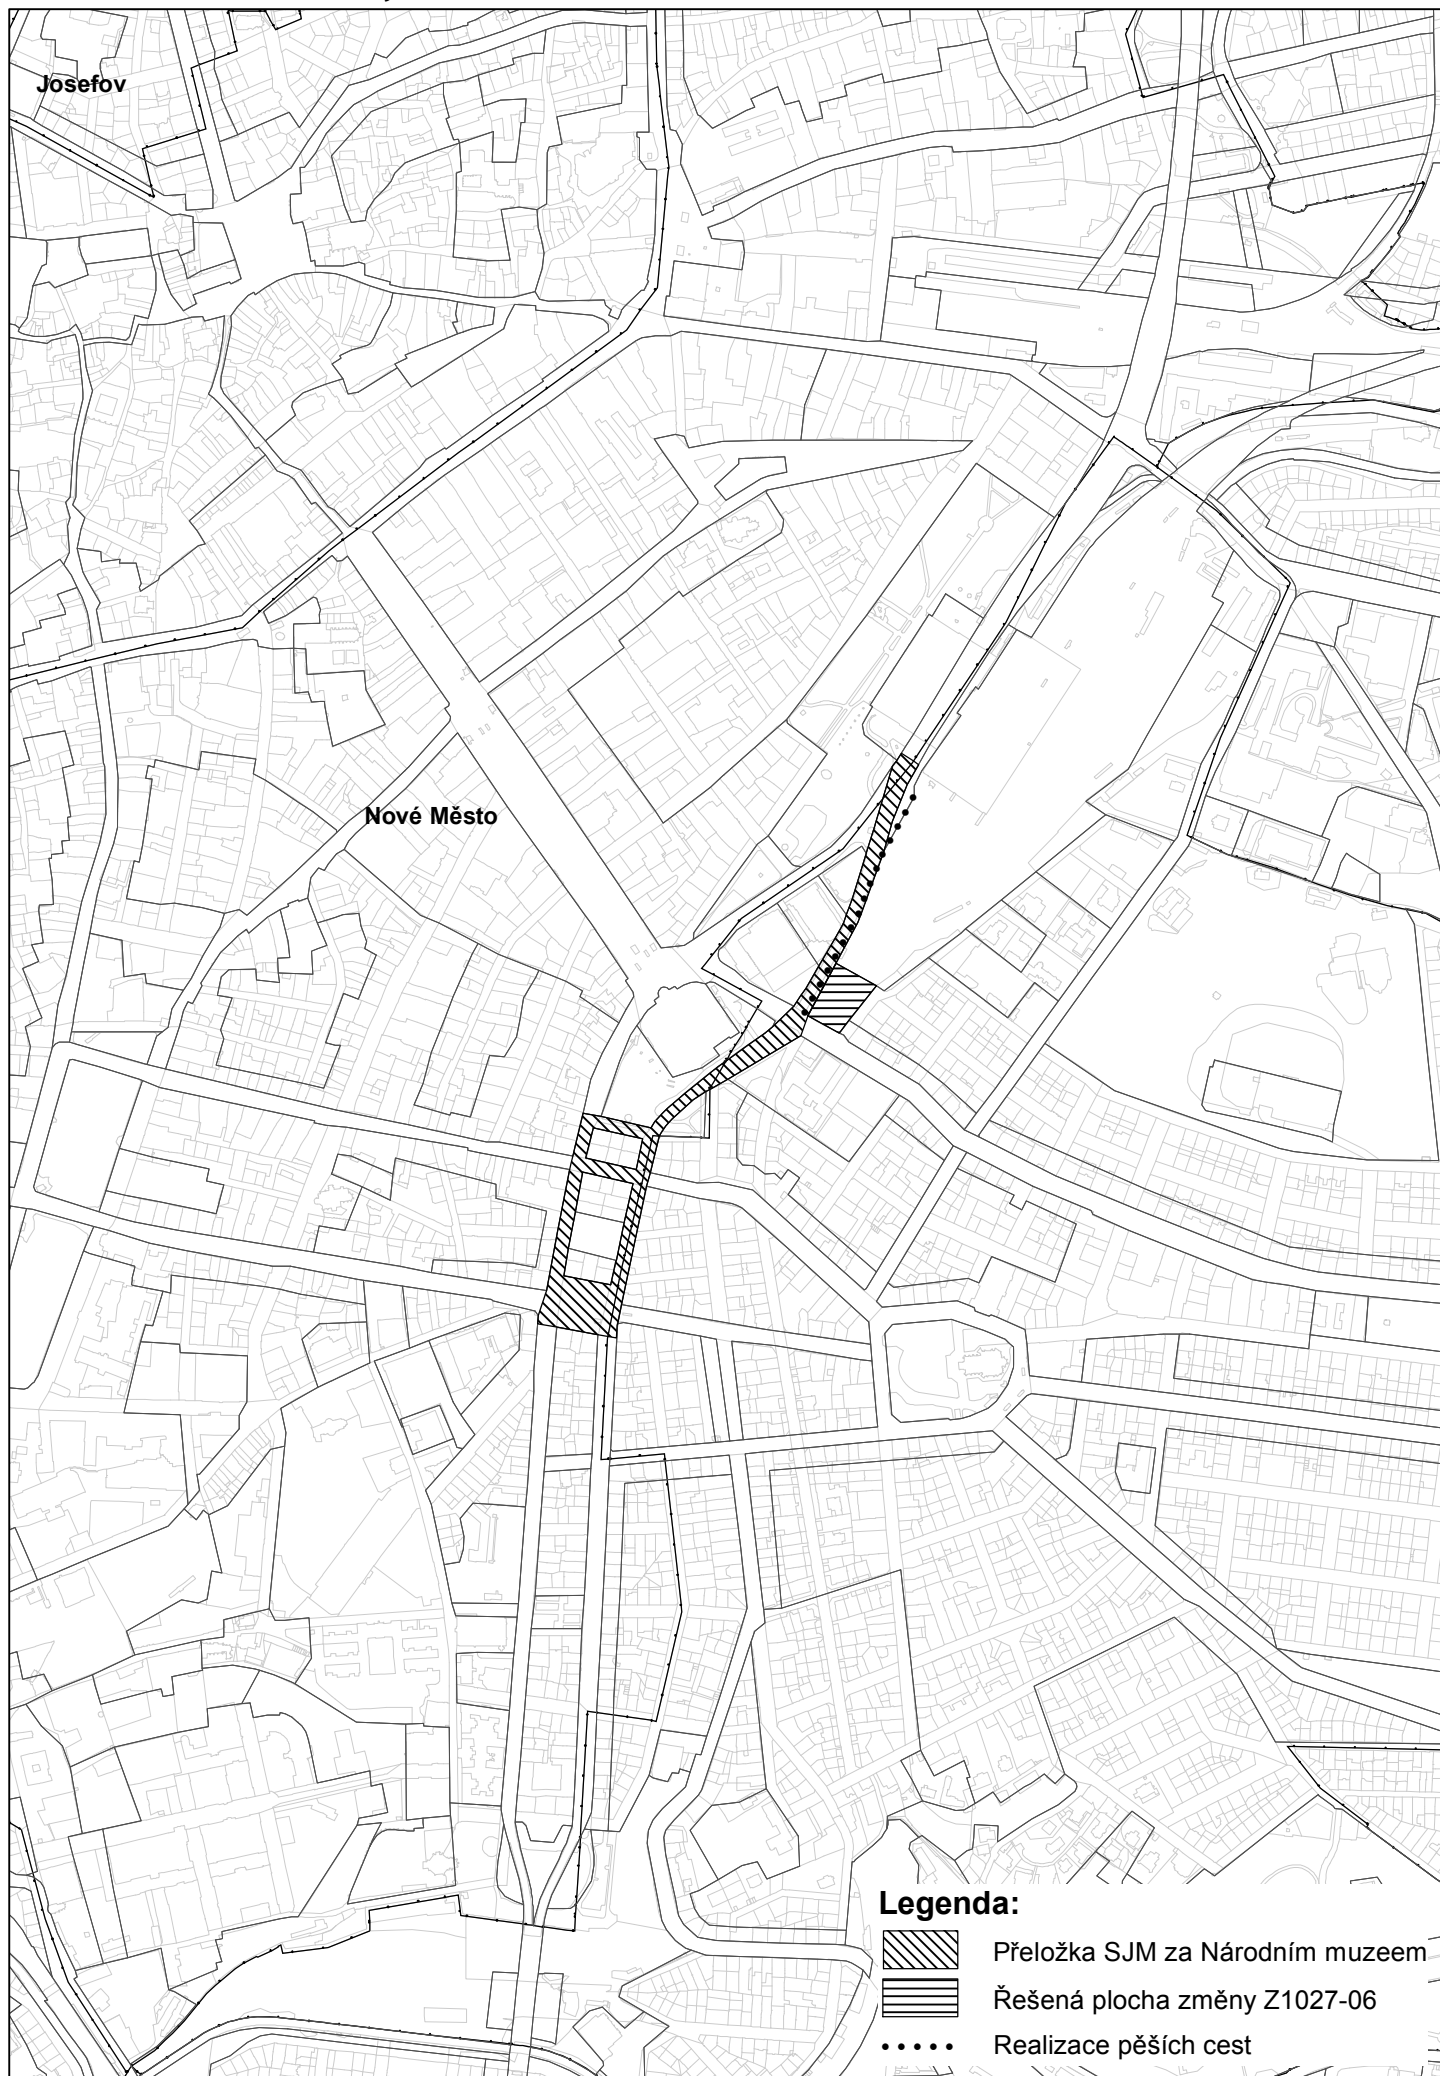 Josefov
Nové Město
Legenda:
Přeložka SJM za Národním muzeem
Řešená plocha změny Z1027-06
Realizace pěších cest